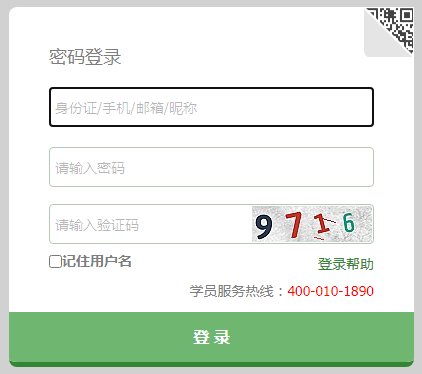 密码登录
身份证/手机/邮箱/昵称
请输入密码
请输入验证码 9716
记住用户名 登录帮助
学员服务热线：400-010-1890
登 录